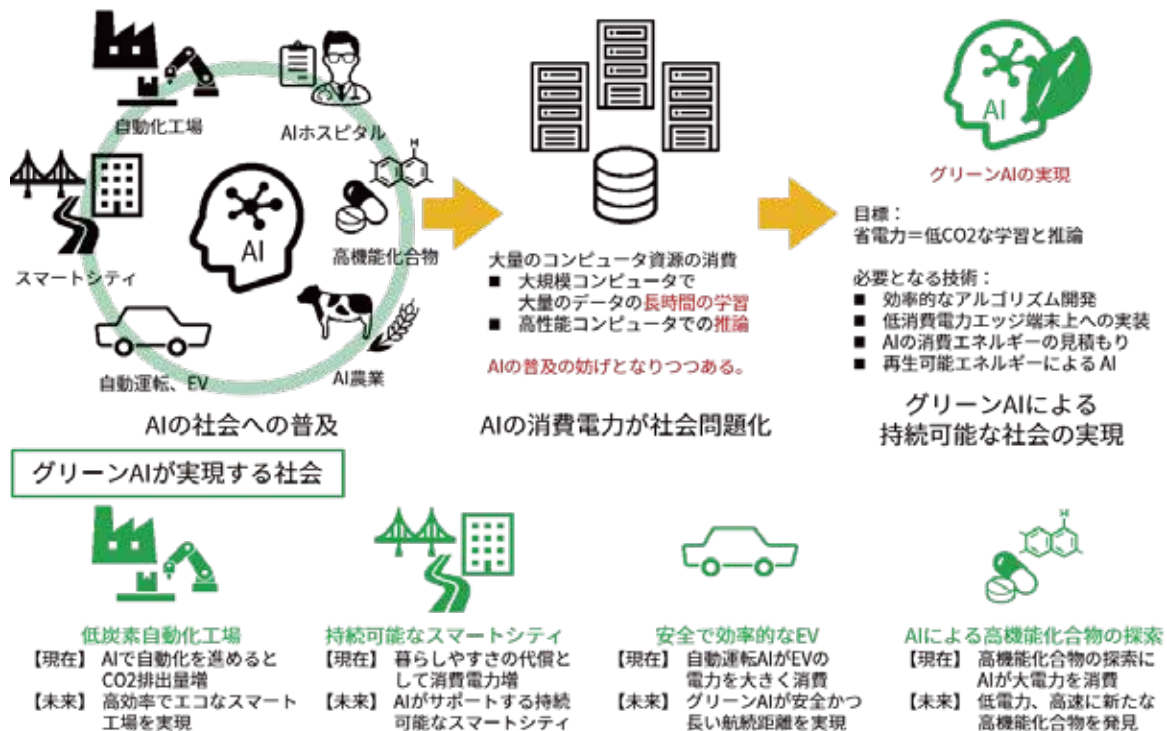 自動化工場
AIホスピタル
AI
高機能化合物
スマートシティ
自動運転、EV
AI農業
AIの社会への普及
大量のコンピュータ資源の消費
■ 大規模コンピュータで
大量のデータの長時間の学習
■ 高性能コンピュータでの推論
AIの普及の妨げとなりつつある。
AIの消費電力が社会問題化
AI
グリーンAIの実現
目標：
省電力＝低CO2な学習と推論
必要となる技術：
■ 効率的なアルゴリズム開発
■ 低消費電力エッジ端末上への実装
■ AIの消費エネルギーの見積もり
■ 再生可能エネルギーによる AI
グリーンAIによる
持続可能な社会の実現
グリーンAIが実現する社会
低炭素自動化工場
【現在】 AIで自動化を進めると
CO2排出量増
【未来】 高効率でエコなスマート
工場を実現
持続可能なスマートシティ
【現在】 暮らしやすさの代償と
して消費電力増
【未来】 AIがサポートする持続
可能なスマートシティ
安全で効率的なEV
【現在】 自動運転AIがEVの
電力を大きく消費
【未来】 グリーンAIが安全かつ
長い航続距離を実現
H
AIによる高機能化合物の探索
【現在】 高機能化合物の探索に
AIが大電力を消費
【未来】 低電力、高速に新たな
高機能化合物を発見